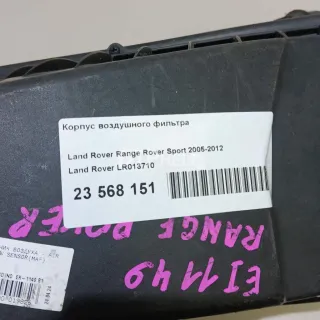 Корпус воздушного фильтра
Land Rover Range Rover Sport 2005-2012
Land Rover LR013710
23 568 151
RANGE ROVER
EI1149